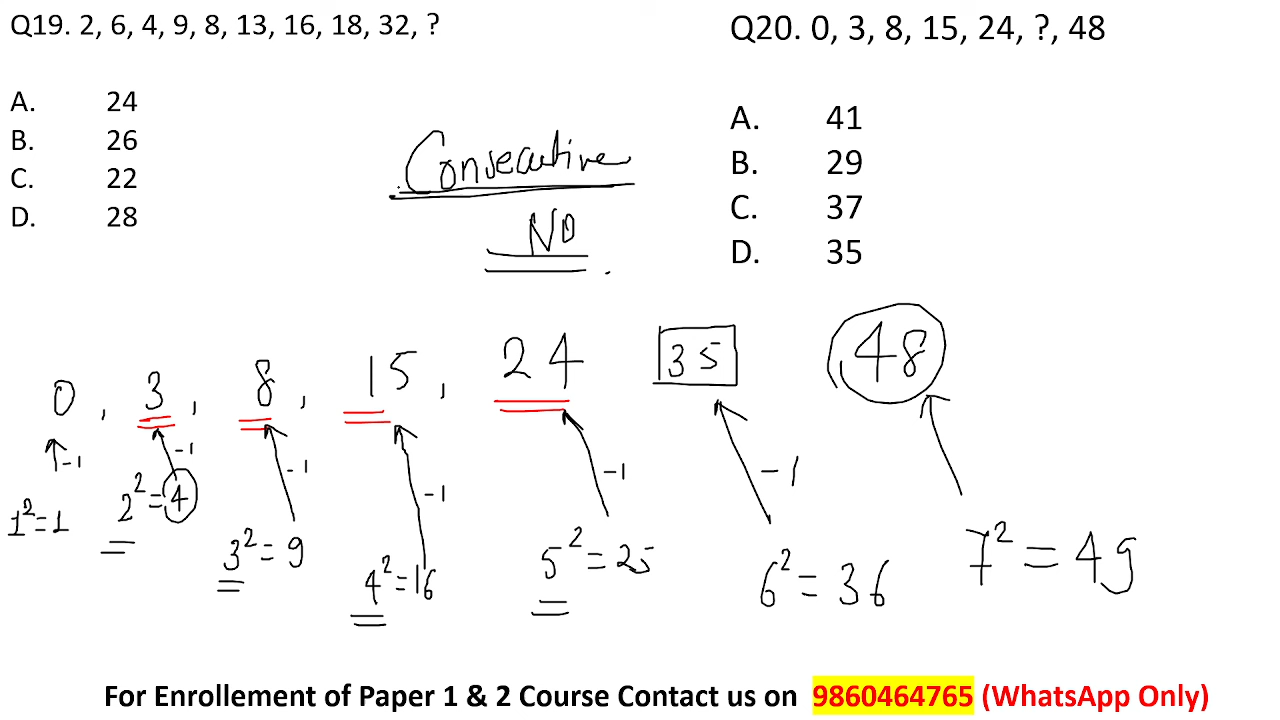 Q19. 2, 6, 4, 9, 8, 13, 16, 18, 32, ?
A. 24
B. 26
C. 22
D. 28
Q20. 0, 3, 8, 15, 24, ?, 48
A. 41
B. 29
C. 37
D. 35
Consecutive
NO
0, 3, 8, 15, 24 35 48
-1 -1 -1 -1 -1 -1
1²=1 2²=4 3²=9 4²=16 5²=25 6²=36 7²=49
For Enrollement of Paper 1 & 2 Course Contact us on 9860464765 (WhatsApp Only)